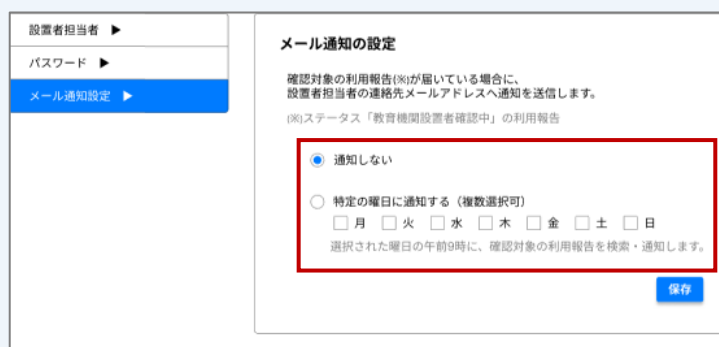 設置者担当者 ▶
パスワード ▶
メール通知設定 ▶
メール通知の設定
確認対象の利用報告(※)が届いている場合に、
設置者担当者の連絡先メールアドレスへ通知を送信します。
(※)ステータス「教育機関設置者確認中」の利用報告
通知しない
特定の曜日に通知する（複数選択可）
月 火 水 木 金 土 日
選択された曜日の午前9時に、確認対象の利用報告を検索・通知します。
保存